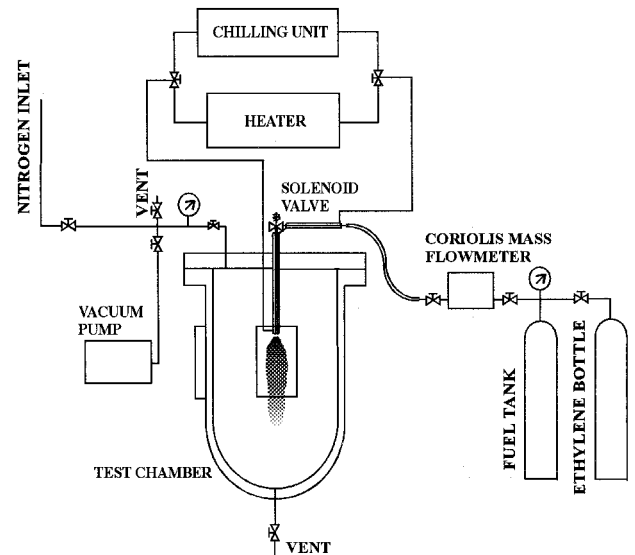 CHILLING UNIT
HEATER
NITROGEN INLET
VENT
SOLENOID
VALVE
CORIOLIS MASS
FLOWMETER
VACUUM
PUMP
FUEL TANK
ETHYLENE BOTTLE
TEST CHAMBER
VENT